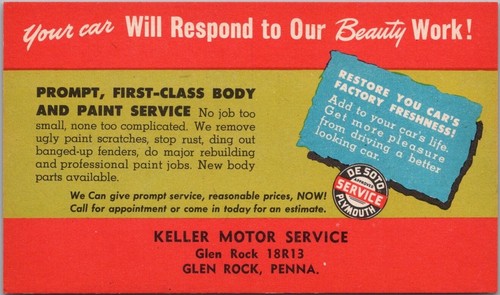 Your car Will Respond to Our Beauty Work!
PROMPT, FIRST-CLASS BODY
AND PAINT SERVICE No job too
small, none too complicated. We remove
ugly paint scratches, stop rust, ding out
banged-up fenders, do major rebuilding
and professional paint jobs. New body
parts available.
We Can give prompt service, reasonable prices, NOW!
Call for appointment or come in today for an estimate.
RESTORE YOU CAR'S
FACTORY FRESHNESS!
Add to your car's life.
Get more pleasure
from driving a better
looking car.
DE SOTO
SERVICE
PLYMOUTH
KELLER MOTOR SERVICE
Glen Rock 18R13
GLEN ROCK, PENNA.